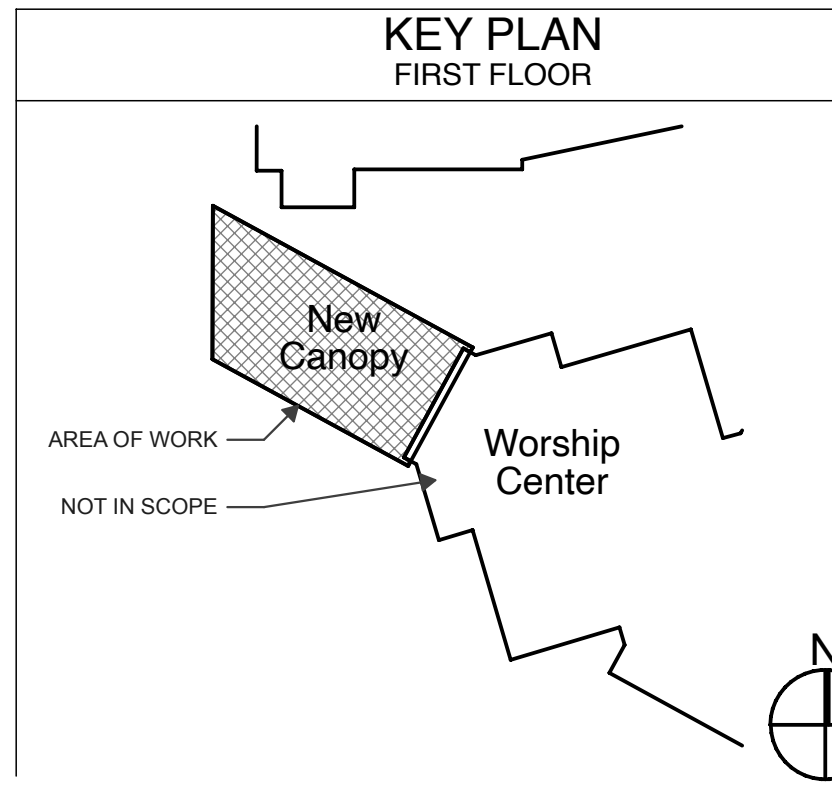 KEY PLAN
FIRST FLOOR
New
Canopy
AREA OF WORK
Worship
Center
NOT IN SCOPE
N